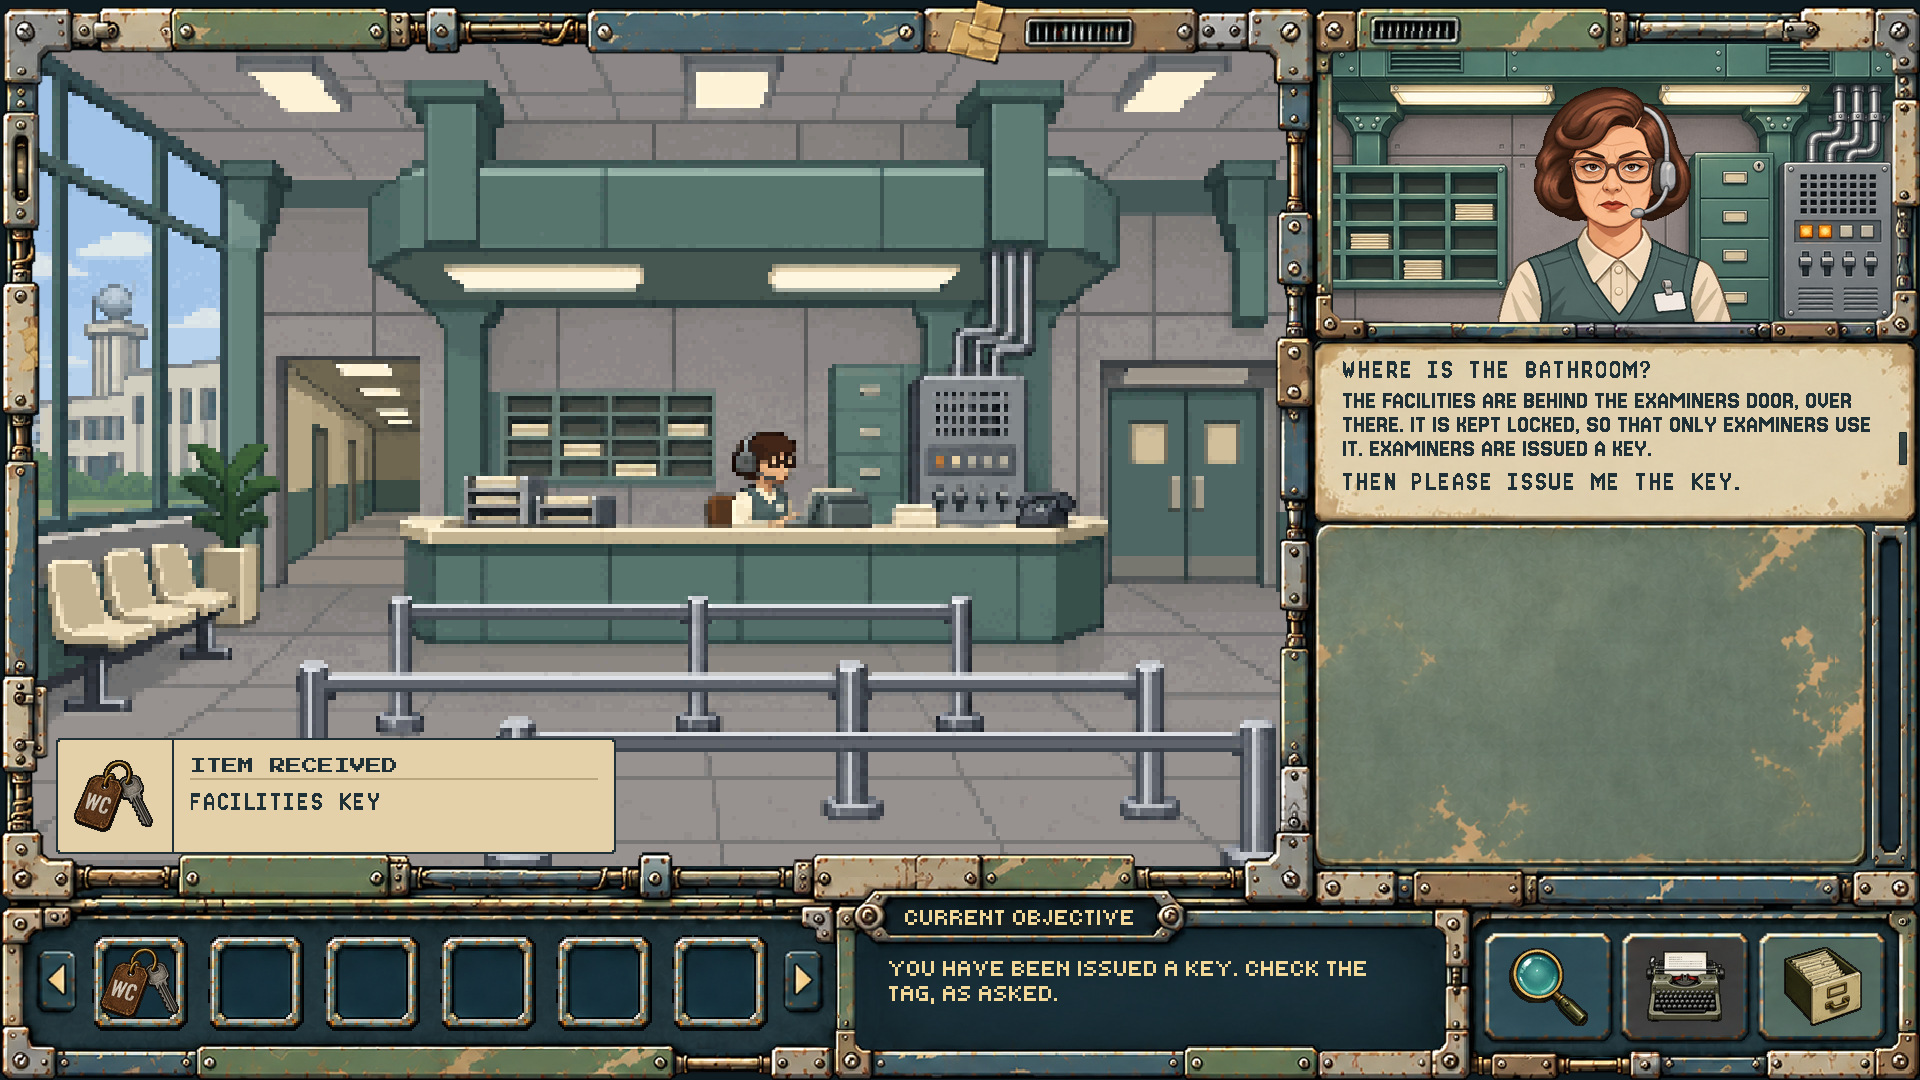 WHERE IS THE BATHROOM?
THE FACILITIES ARE BEHIND THE EXAMINERS DOOR, OVER
THERE. IT IS KEPT LOCKED, SO THAT ONLY EXAMINERS USE
IT. EXAMINERS ARE ISSUED A KEY.
THEN PLEASE ISSUE ME THE KEY.
WC
ITEM RECEIVED
FACILITIES KEY
WC
CURRENT OBJECTIVE
YOU HAVE BEEN ISSUED A KEY. CHECK THE
TAG, AS ASKED.